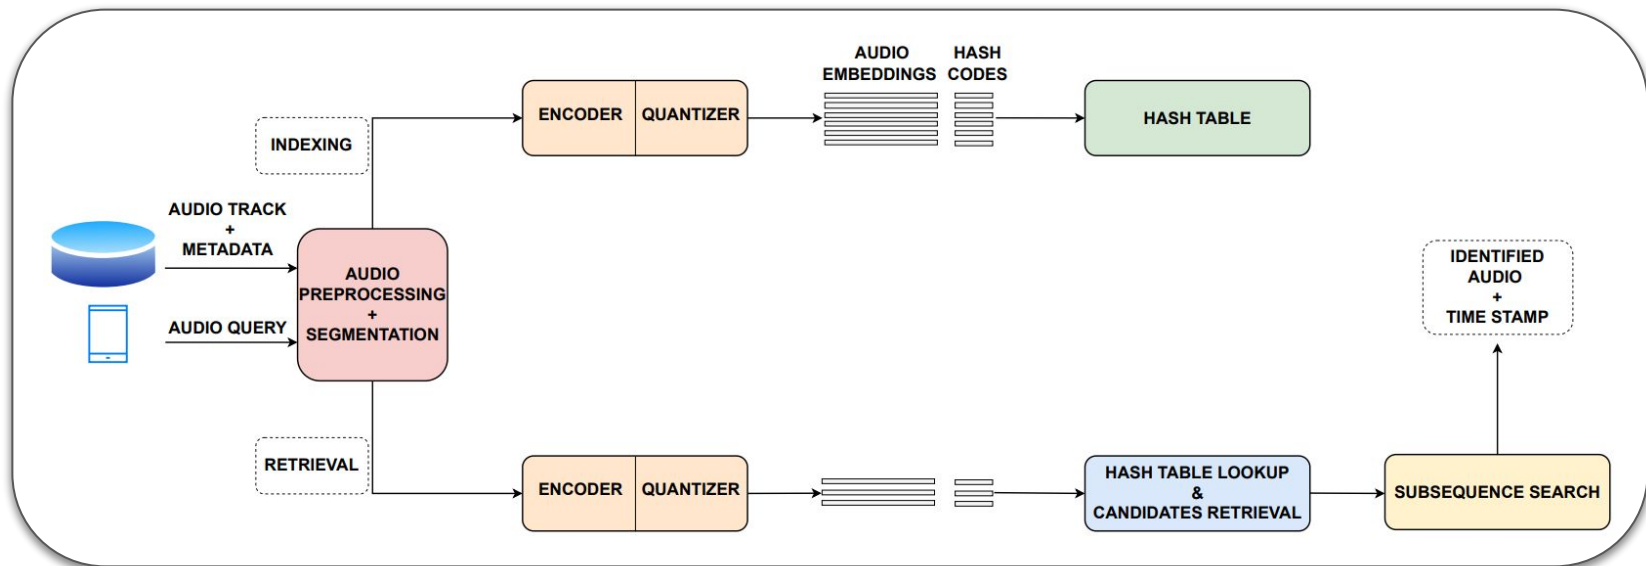 AUDIO
EMBEDDINGS
HASH
CODES
ENCODER
QUANTIZER
HASH TABLE
INDEXING
AUDIO TRACK
+
METADATA
AUDIO
PREPROCESSING
+
SEGMENTATION
AUDIO QUERY
IDENTIFIED
AUDIO
+
TIME STAMP
RETRIEVAL
ENCODER
QUANTIZER
HASH TABLE LOOKUP
&
CANDIDATES RETRIEVAL
SUBSEQUENCE SEARCH